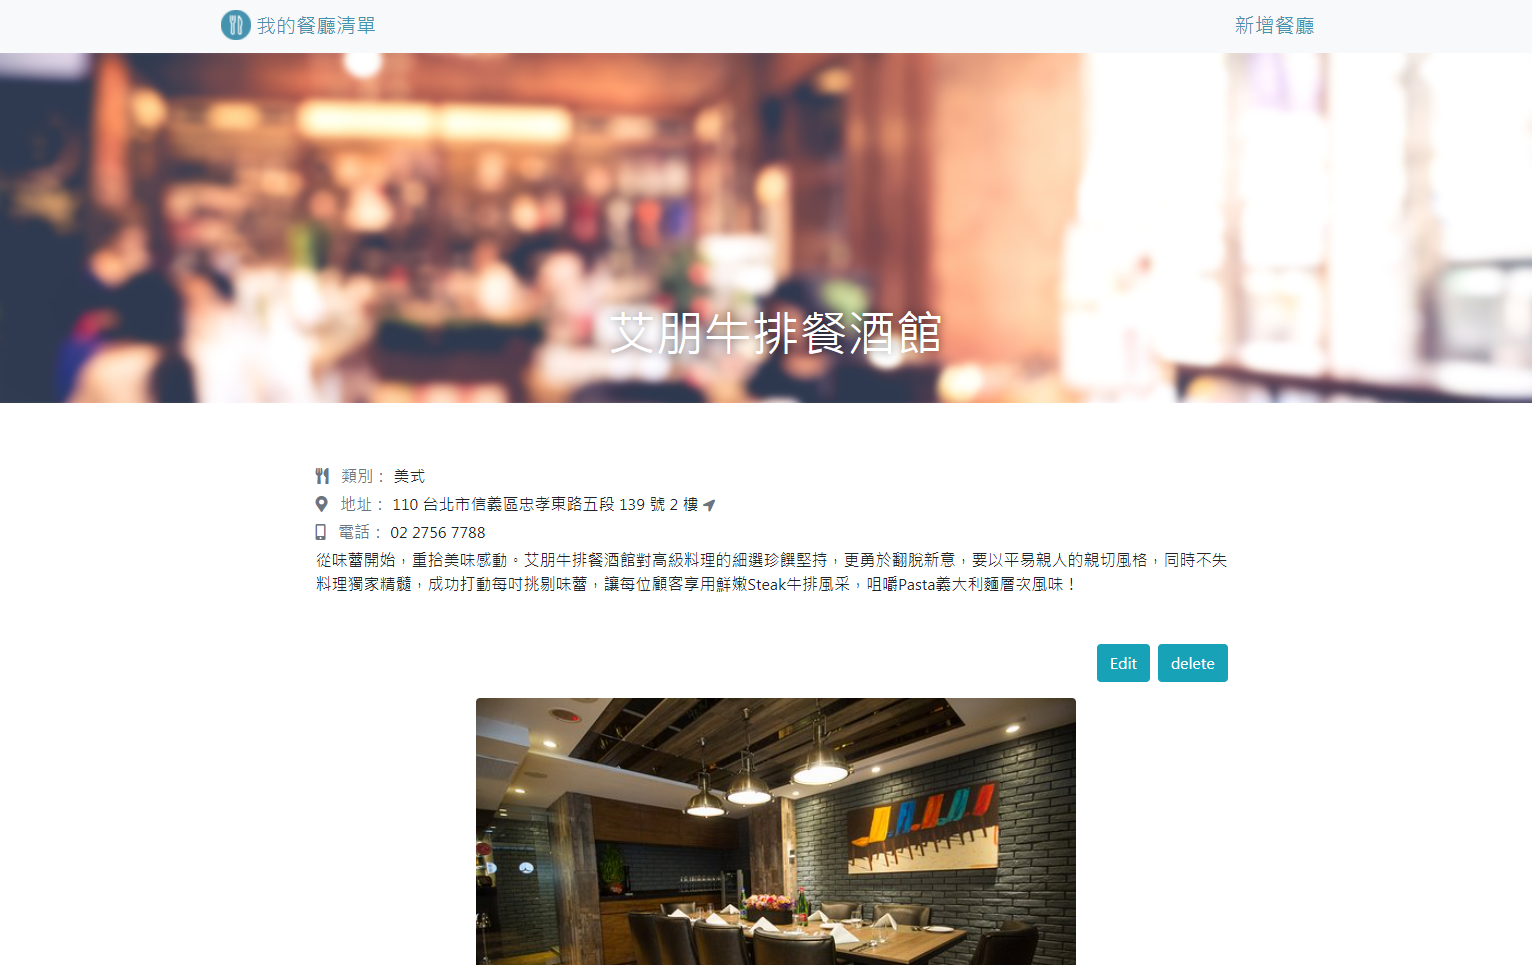 我的餐廳清單
新增餐廳
艾朋牛排餐酒館
類別： 美式
地址： 110 台北市信義區忠孝東路五段 139 號 2 樓
電話： 02 2756 7788
從味蕾開始，重拾美味感動。艾朋牛排餐酒館對高級料理的細選珍饌堅持，更勇於翻脫新意，要以平易親人的親切風格，同時不失
料理獨家精髓，成功打動每吋挑剔味蕾，讓每位顧客享用鮮嫩Steak牛排風采，咀嚼Pasta義大利麵層次風味！
Edit
delete